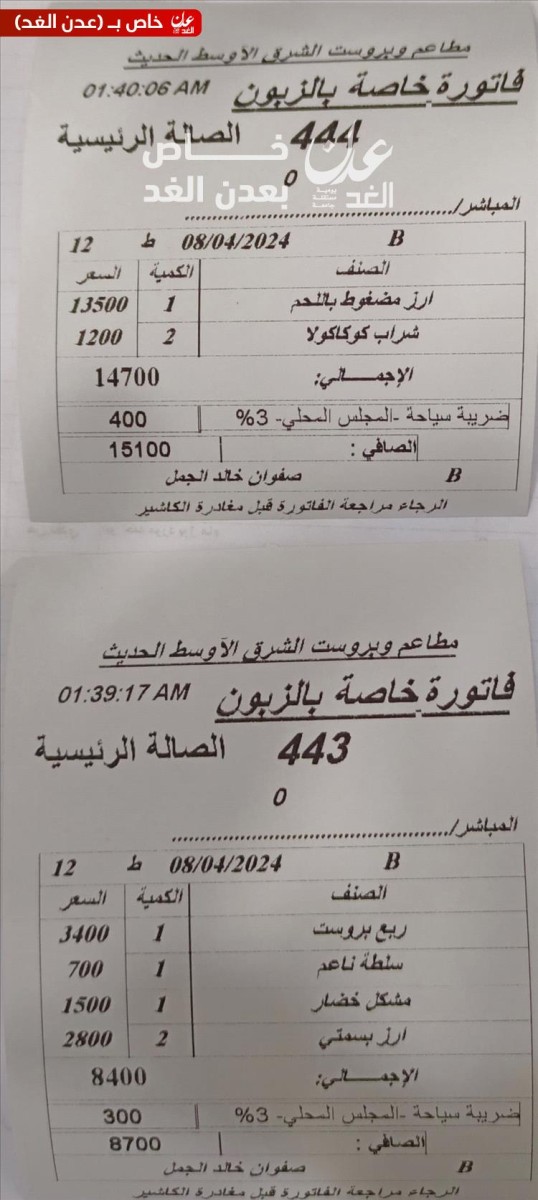 خاص بـ (عدن الغد)
مطاعم وبروست الشرق الأوسط الحديث
فاتورة خاصة بالزبون 01:40:06 AM
444 الصالة الرئيسية
0
خاص بعدن الغد
عدن الغد
المباشر/
B 08/04/2024 ط 12
الصنف الكمية السعر
ارز مضغوط باللحم 1 13500
شراب كوكاكولا 2 1200
الإجمالي: 14700
ضريبة سياحة -المجلس المحلي- 3% 400
الصافي : 15100
B صفوان خالد الجمل
الرجاء مراجعة الفاتورة قبل مغادرة الكاشير
مطاعم وبروست الشرق الأوسط الحديث
فاتورة خاصة بالزبون 01:39:17 AM
443 الصالة الرئيسية
0
المباشر/
B 08/04/2024 ط 12
الصنف الكمية السعر
ربع بروست 1 3400
سلطة ناعم 1 700
مشكل خضار 1 1500
ارز بسمتي 2 2800
الإجمالي: 8400
ضريبة سياحة -المجلس المحلي- 3% 300
الصافي : 8700
B صفوان خالد الجمل
الرجاء مراجعة الفاتورة قبل مغادرة الكاشير